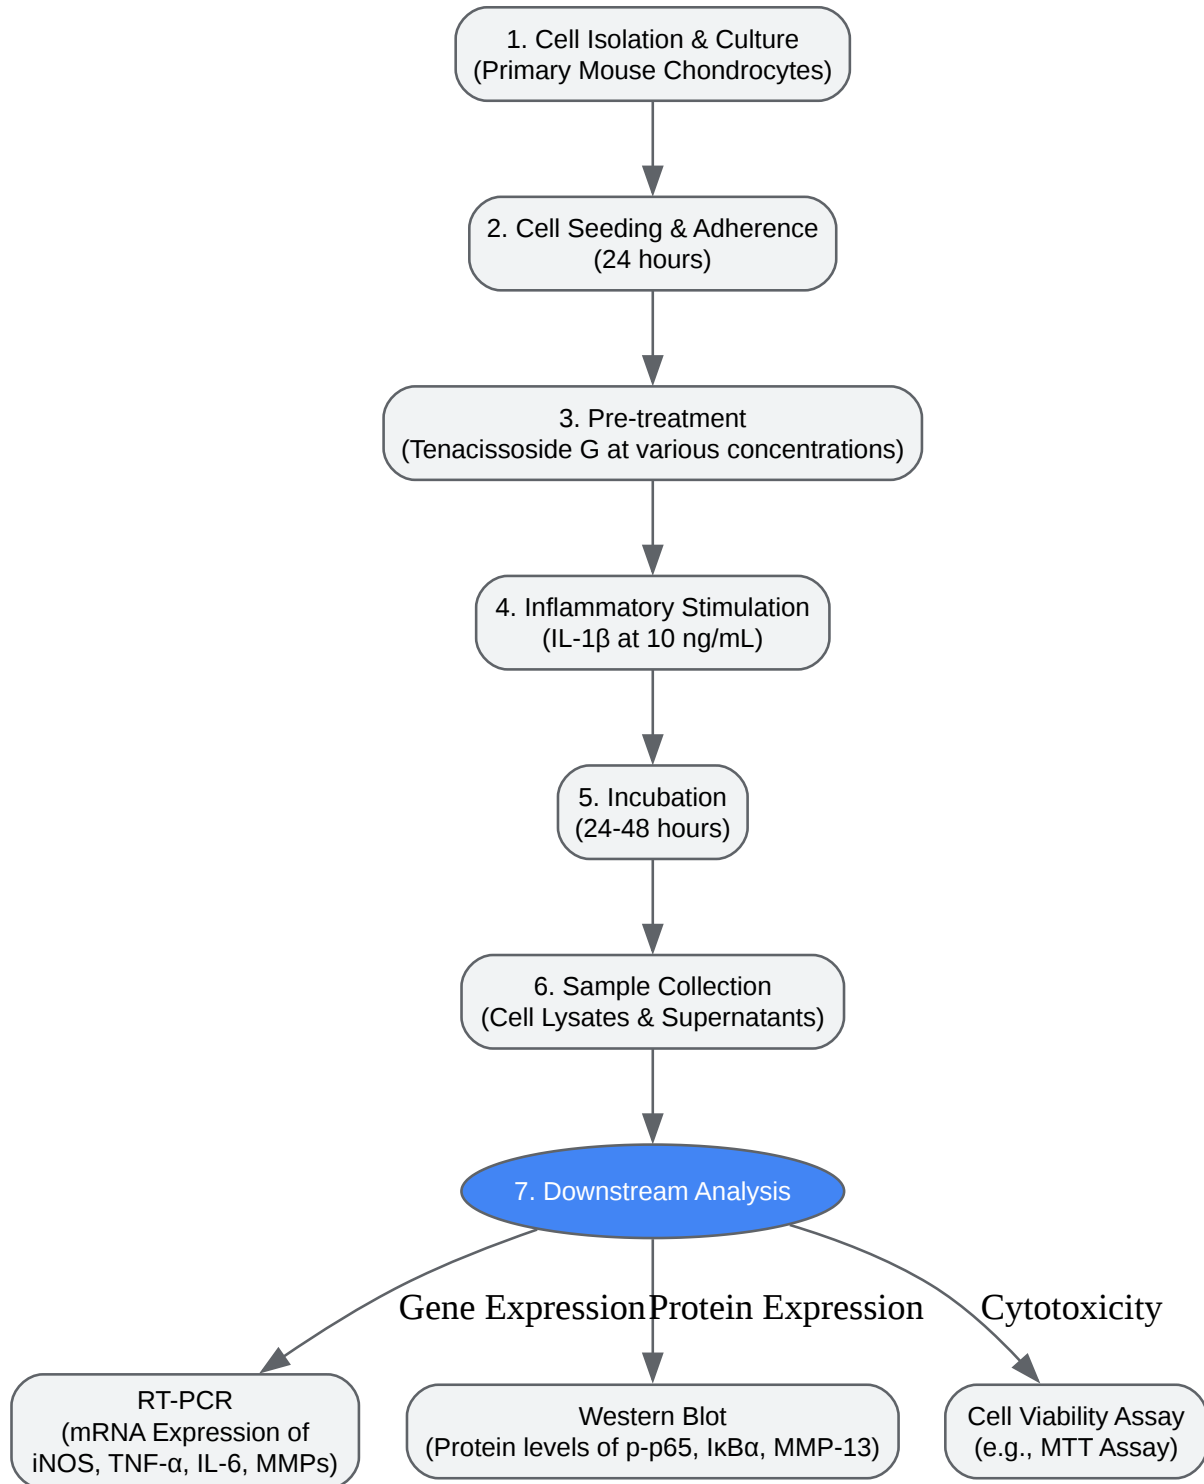 1. Cell Isolation & Culture
(Primary Mouse Chondrocytes)
2. Cell Seeding & Adherence
(24 hours)
3. Pre-treatment
(Tenacissoside G at various concentrations)
4. Inflammatory Stimulation
(IL-1β at 10 ng/mL)
5. Incubation
(24-48 hours)
6. Sample Collection
(Cell Lysates & Supernatants)
7. Downstream Analysis
Gene Expression
Protein Expression
Cytotoxicity
RT-PCR
(mRNA Expression of
iNOS, TNF-α, IL-6, MMPs)
Western Blot
(Protein levels of p-p65, IκBα, MMP-13)
Cell Viability Assay
(e.g., MTT Assay)